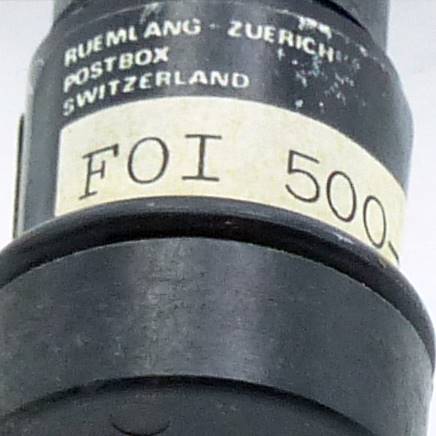 RUEMLANG - ZUERICH
POSTBOX
SWITZERLAND
FOI 500-